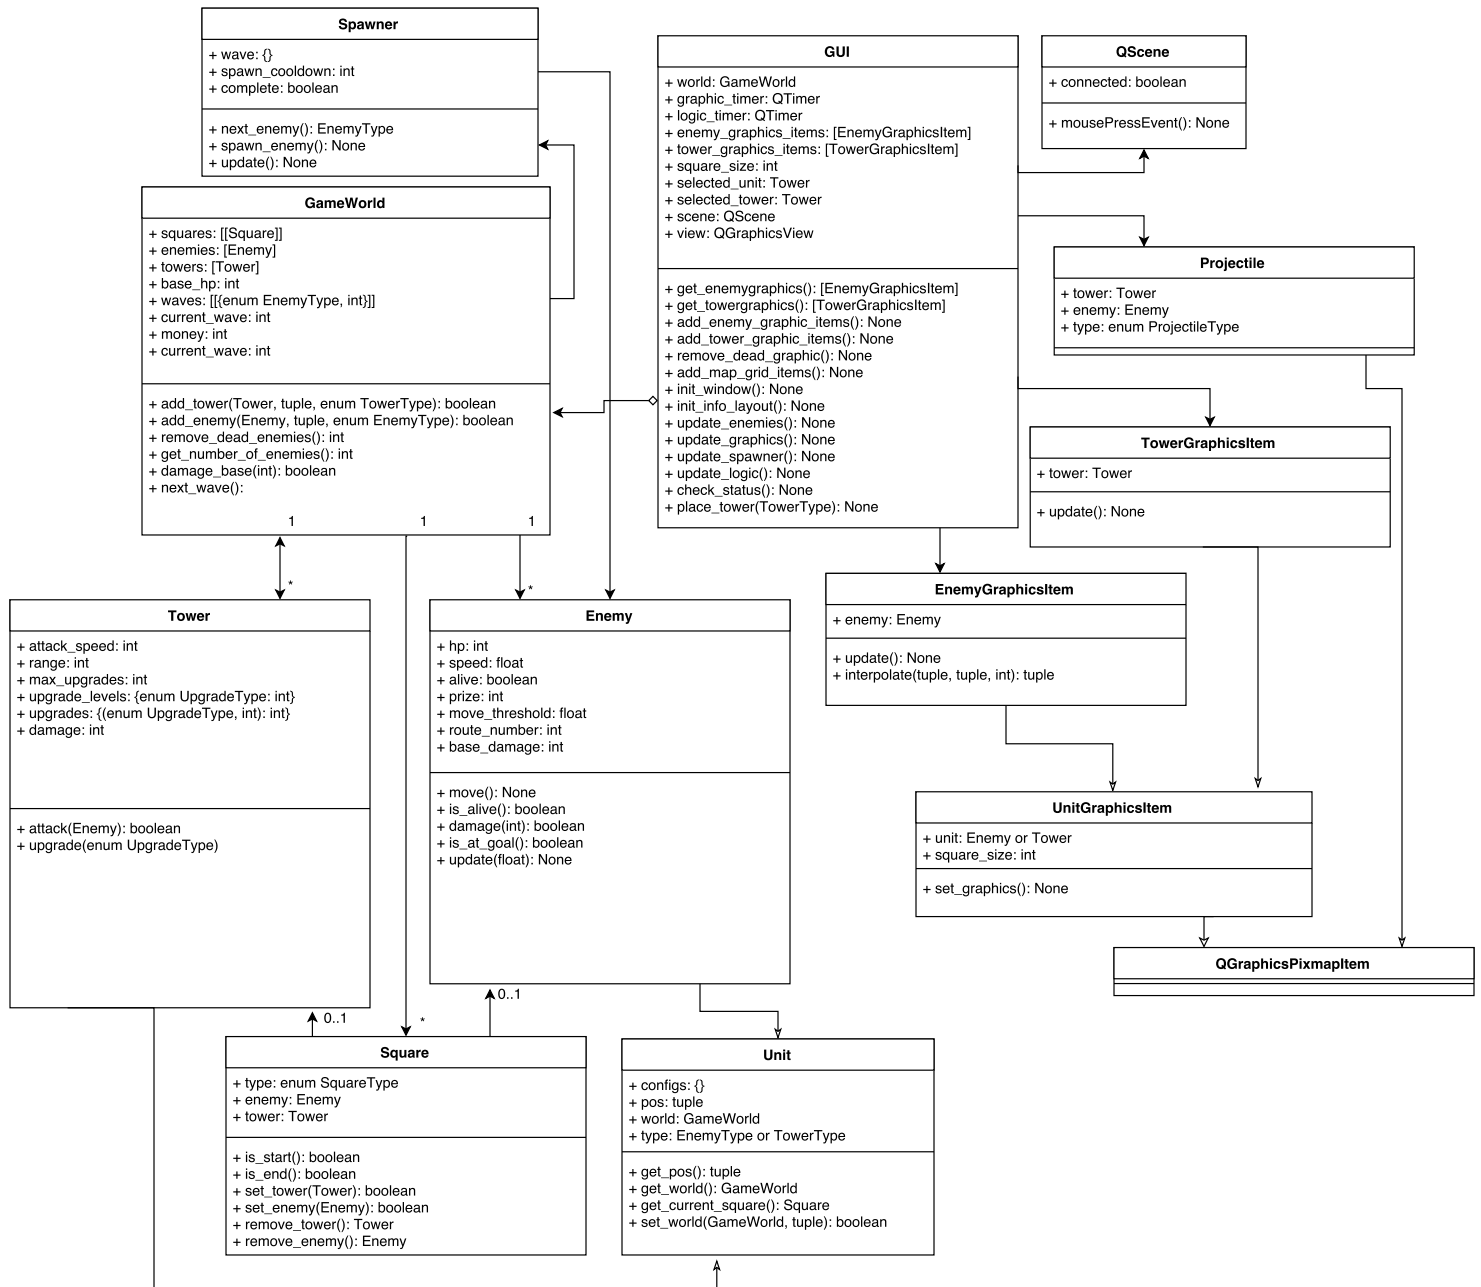 Spawner
+ wave: {}
+ spawn_cooldown: int
+ complete: boolean
+ next_enemy(): EnemyType
+ spawn_enemy(): None
+ update(): None
GameWorld
+ squares: [[Square]]
+ enemies: [Enemy]
+ towers: [Tower]
+ base_hp: int
+ waves: [[{enum EnemyType, int}]]
+ current_wave: int
+ money: int
+ current_wave: int
+ add_tower(Tower, tuple, enum TowerType): boolean
+ add_enemy(Enemy, tuple, enum EnemyType): boolean
+ remove_dead_enemies(): int
+ get_number_of_enemies(): int
+ damage_base(int): boolean
+ next_wave():
1
1
1
*
*
*
GUI
+ world: GameWorld
+ graphic_timer: QTimer
+ logic_timer: QTimer
+ enemy_graphics_items: [EnemyGraphicsItem]
+ tower_graphics_items: [TowerGraphicsItem]
+ square_size: int
+ selected_unit: Tower
+ selected_tower: Tower
+ scene: QScene
+ view: QGraphicsView
+ get_enemygraphics(): [EnemyGraphicsItem]
+ get_towergraphics(): [TowerGraphicsItem]
+ add_enemy_graphic_items(): None
+ add_tower_graphic_items(): None
+ remove_dead_graphic(): None
+ add_map_grid_items(): None
+ init_window(): None
+ init_info_layout(): None
+ update_enemies(): None
+ update_graphics(): None
+ update_spawner(): None
+ update_logic(): None
+ check_status(): None
+ place_tower(TowerType): None
QScene
+ connected: boolean
+ mousePressEvent(): None
Projectile
+ tower: Tower
+ enemy: Enemy
+ type: enum ProjectileType
TowerGraphicsItem
+ tower: Tower
+ update(): None
EnemyGraphicsItem
+ enemy: Enemy
+ update(): None
+ interpolate(tuple, tuple, int): tuple
UnitGraphicsItem
+ unit: Enemy or Tower
+ square_size: int
+ set_graphics(): None
QGraphicsPixmapItem
Tower
+ attack_speed: int
+ range: int
+ max_upgrades: int
+ upgrade_levels: {enum UpgradeType: int}
+ upgrades: {(enum UpgradeType, int): int}
+ damage: int
+ attack(Enemy): boolean
+ upgrade(enum UpgradeType)
Enemy
+ hp: int
+ speed: float
+ alive: boolean
+ prize: int
+ move_threshold: float
+ route_number: int
+ base_damage: int
+ move(): None
+ is_alive(): boolean
+ damage(int): boolean
+ is_at_goal(): boolean
+ update(float): None
0..1
0..1
Square
+ type: enum SquareType
+ enemy: Enemy
+ tower: Tower
+ is_start(): boolean
+ is_end(): boolean
+ set_tower(Tower): boolean
+ set_enemy(Enemy): boolean
+ remove_tower(): Tower
+ remove_enemy(): Enemy
Unit
+ configs: {}
+ pos: tuple
+ world: GameWorld
+ type: EnemyType or TowerType
+ get_pos(): tuple
+ get_world(): GameWorld
+ get_current_square(): Square
+ set_world(GameWorld, tuple): boolean